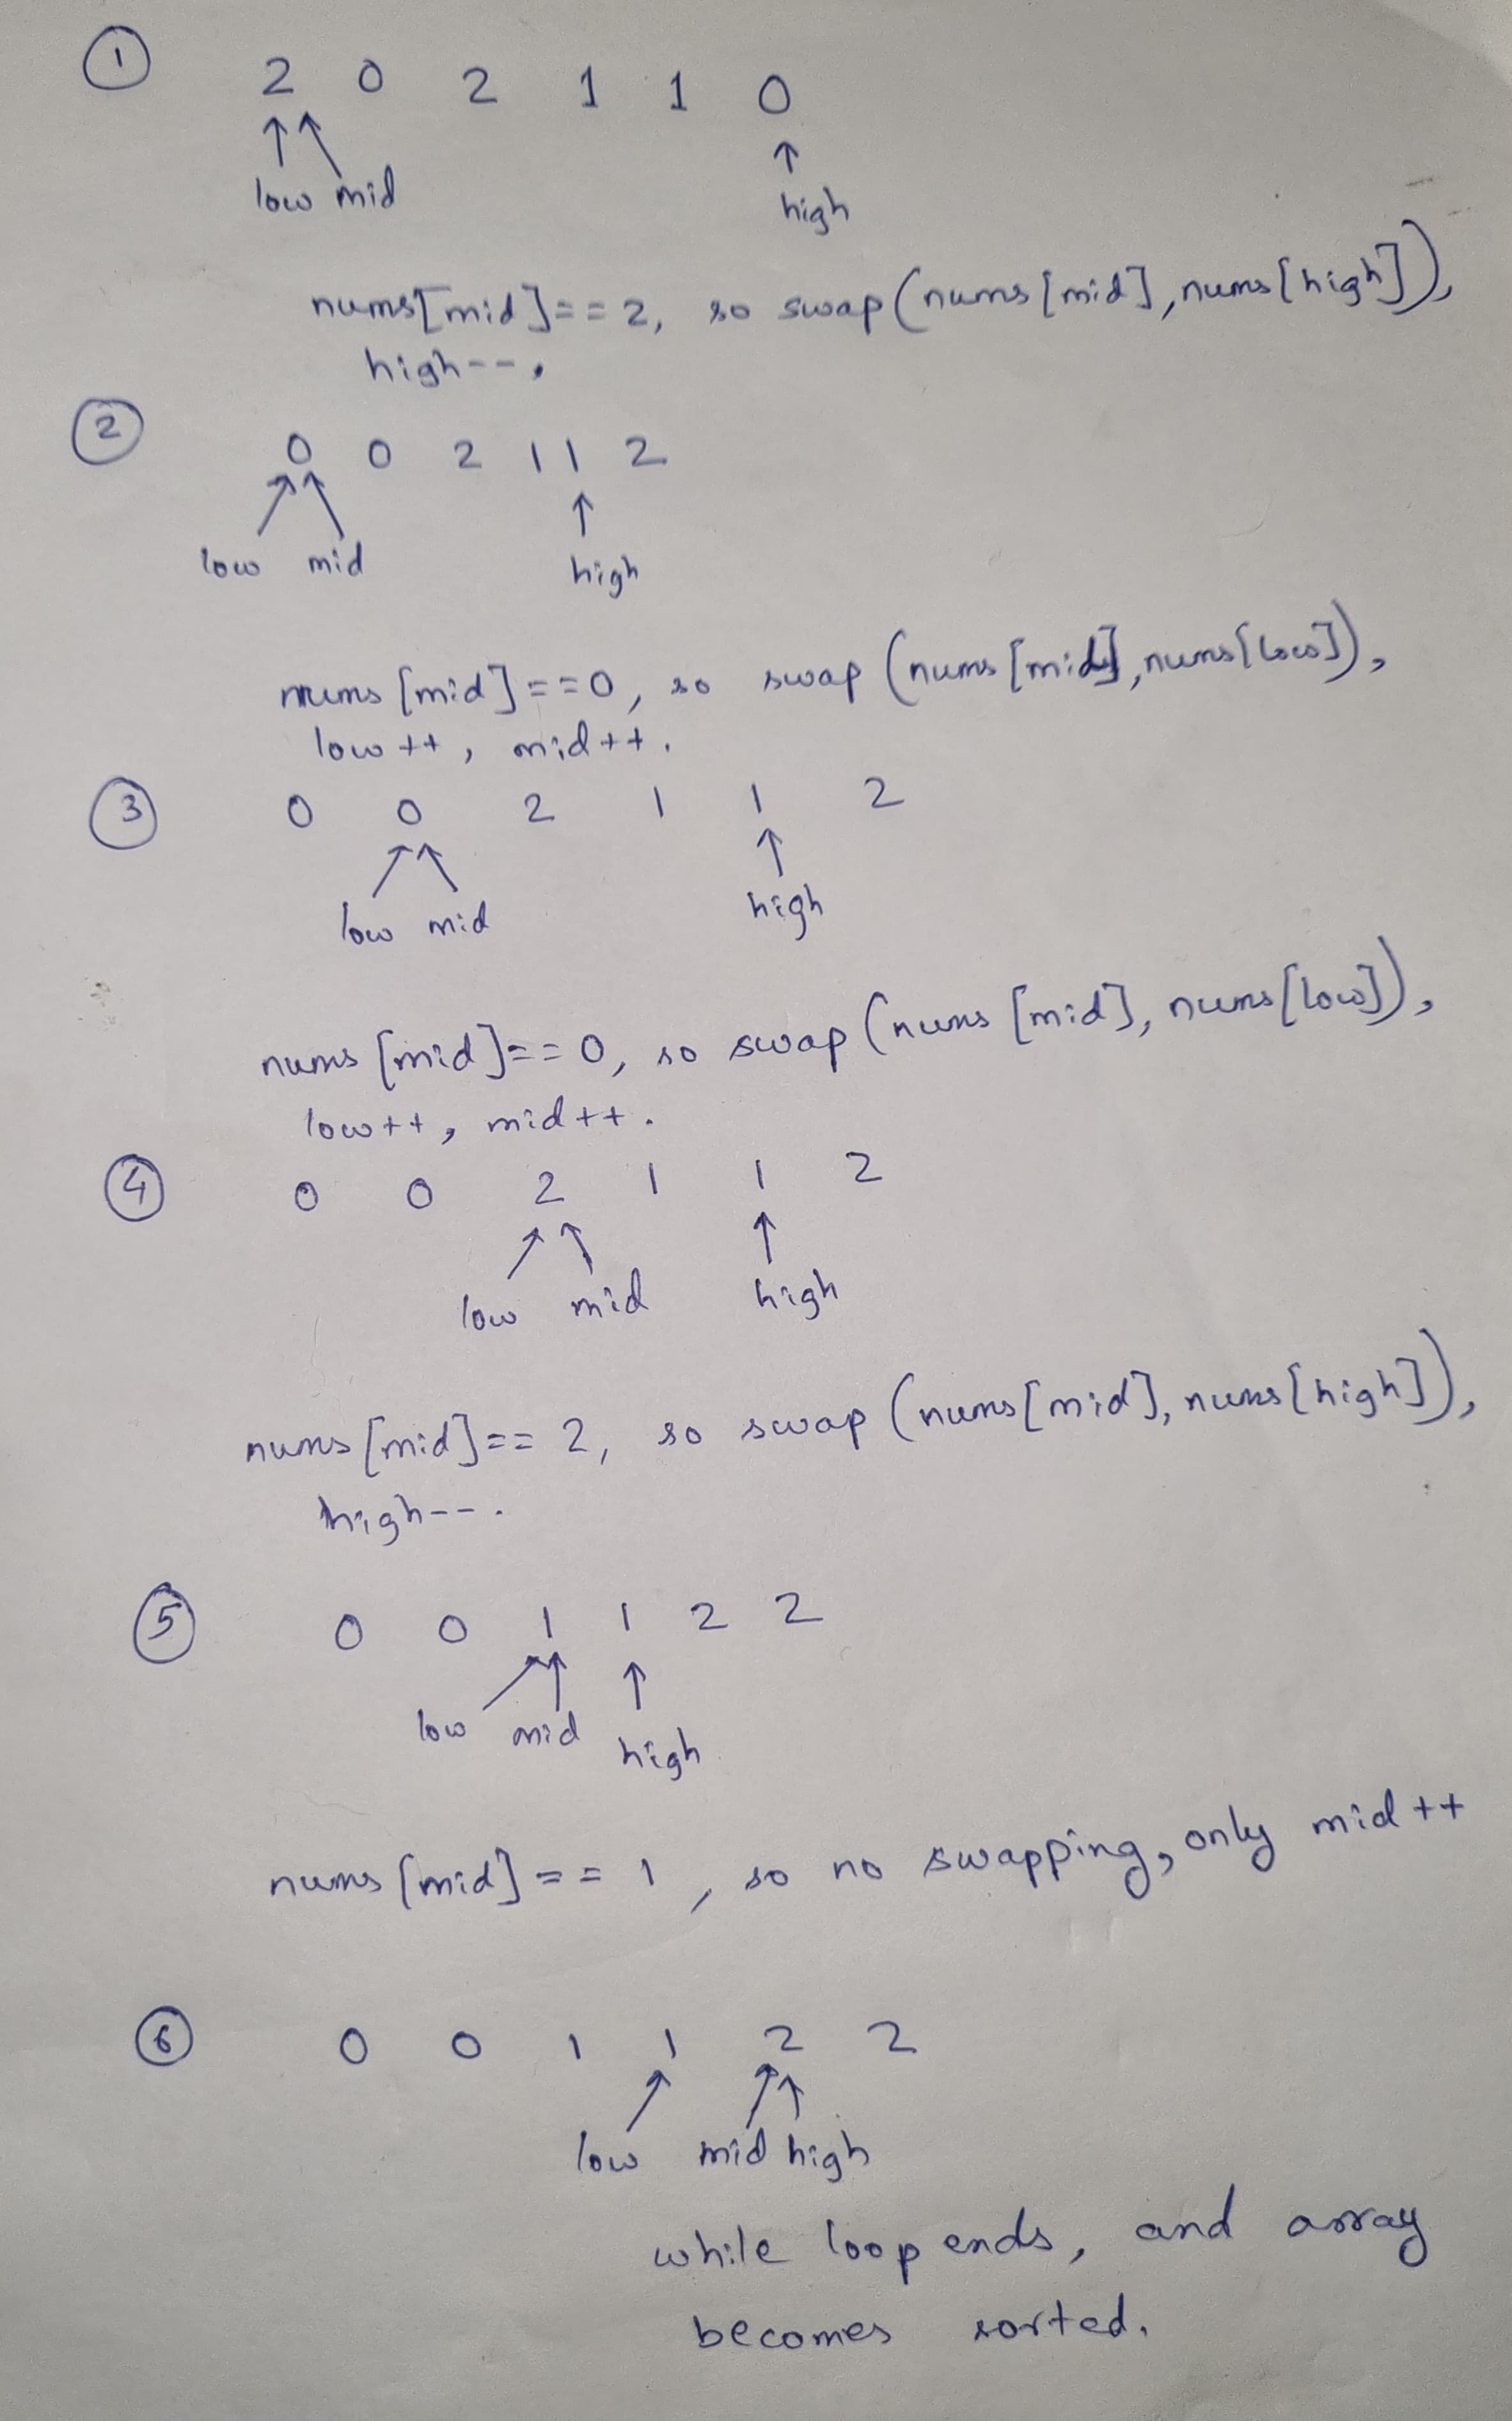 1
2 0 2 1 1 0
low mid high
nums[mid]==2, so swap(nums[mid],nums[high]),
high--.
2
0 0 2 1 1 2
low mid high
nums[mid]==0, so swap(nums[mid],nums[low]),
low++, mid++.
3
0 0 2 1 1 2
low mid high
nums[mid]==0, so swap(nums[mid], nums[low]),
low++, mid++.
4
0 0 2 1 1 2
low mid high
nums[mid]==2, so swap(nums[mid], nums[high]),
high--.
5
0 0 1 1 2 2
low mid high
nums[mid]==1, so no swapping, only mid++
6
0 0 1 1 2 2
low mid high
while loop ends, and array
becomes sorted.